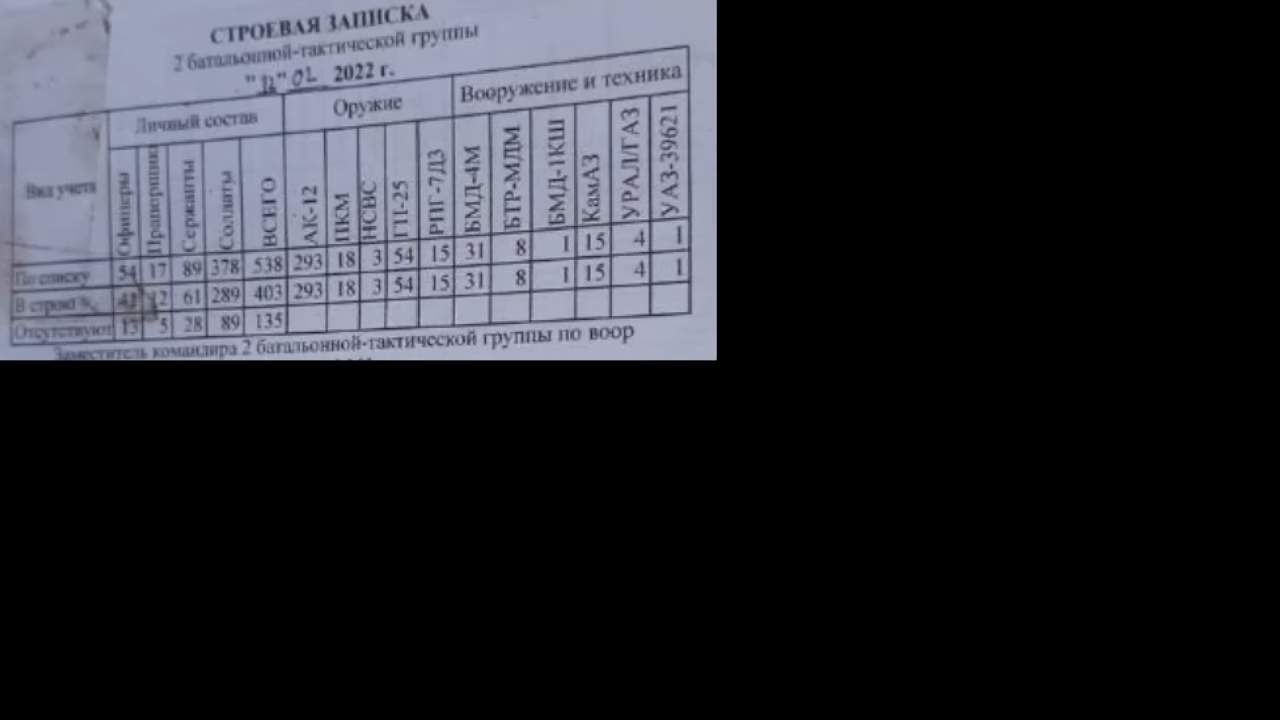 СТРОЕВАЯ ЗАПИСКА
2 батальонной-тактической группы
2022 г.
Вид учета Личный состав Оружие Вооружение и техника
Офицеры Прапорщики Сержанты Солдаты ВСЕГО АК-12 ПКМ НСВС ГП-25 РПГ-7Д3 БМД-4М БТР-МДМ БМД-1КШ КамАЗ УРАЛ/ГАЗ УАЗ-39621
По списку 54 17 89 378 538 293 18 3 54 15 31 8 1 15 4 1
В строю 41 12 61 289 403 293 18 3 54 15 31 8 1 15 4 1
Отсутствуют 13 5 28 89 135
Заместитель командира 2 батальонной-тактической группы по воор